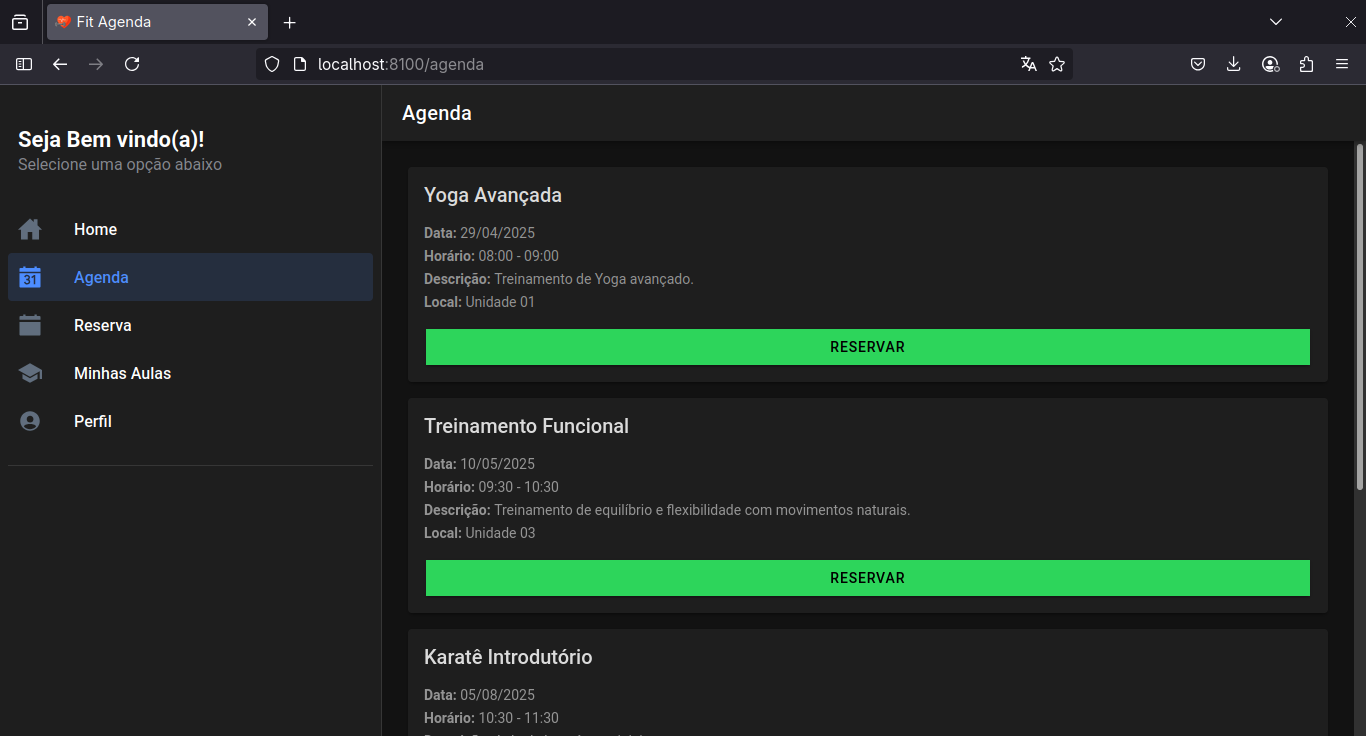 Fit Agenda
localhost:8100/agenda
Seja Bem vindo(a)!
Selecione uma opção abaixo
Home
31
Agenda
Reserva
Minhas Aulas
Perfil
Agenda
Yoga Avançada
Data: 29/04/2025
Horário: 08:00 - 09:00
Descrição: Treinamento de Yoga avançado.
Local: Unidade 01
RESERVAR
Treinamento Funcional
Data: 10/05/2025
Horário: 09:30 - 10:30
Descrição: Treinamento de equilíbrio e flexibilidade com movimentos naturais.
Local: Unidade 03
RESERVAR
Karatê Introdutório
Data: 05/08/2025
Horário: 10:30 - 11:30